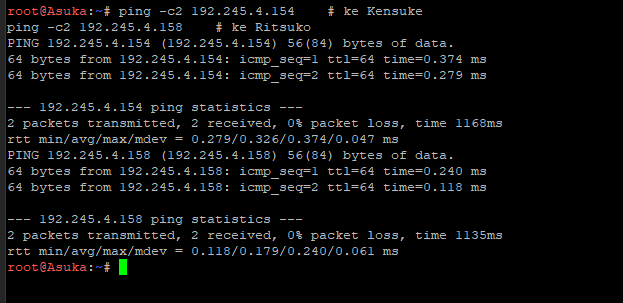 root@Asuka:~# ping -c2 192.245.4.154    # ke Kensuke
ping -c2 192.245.4.158    # ke Ritsuko
PING 192.245.4.154 (192.245.4.154) 56(84) bytes of data.
64 bytes from 192.245.4.154: icmp_seq=1 ttl=64 time=0.374 ms
64 bytes from 192.245.4.154: icmp_seq=2 ttl=64 time=0.279 ms

--- 192.245.4.154 ping statistics ---
2 packets transmitted, 2 received, 0% packet loss, time 1168ms
rtt min/avg/max/mdev = 0.279/0.326/0.374/0.047 ms
PING 192.245.4.158 (192.245.4.158) 56(84) bytes of data.
64 bytes from 192.245.4.158: icmp_seq=1 ttl=64 time=0.240 ms
64 bytes from 192.245.4.158: icmp_seq=2 ttl=64 time=0.118 ms

--- 192.245.4.158 ping statistics ---
2 packets transmitted, 2 received, 0% packet loss, time 1135ms
rtt min/avg/max/mdev = 0.118/0.179/0.240/0.061 ms
root@Asuka:~#